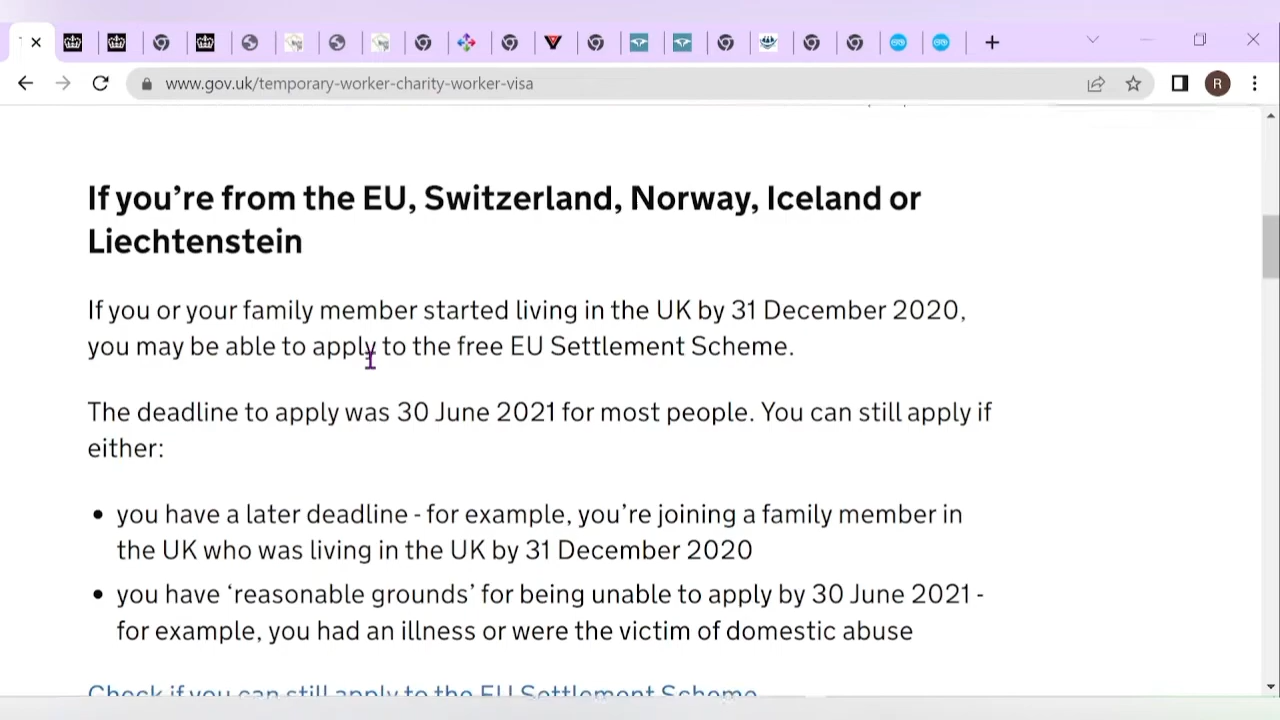 www.gov.uk/temporary-worker-charity-worker-visa
R
If you're from the EU, Switzerland, Norway, Iceland or
Liechtenstein
If you or your family member started living in the UK by 31 December 2020,
you may be able to apply to the free EU Settlement Scheme.
The deadline to apply was 30 June 2021 for most people. You can still apply if
either:
• you have a later deadline - for example, you're joining a family member in
the UK who was living in the UK by 31 December 2020
• you have ‘reasonable grounds’ for being unable to apply by 30 June 2021 -
for example, you had an illness or were the victim of domestic abuse
Check if you can still apply to the EU Settlement Scheme